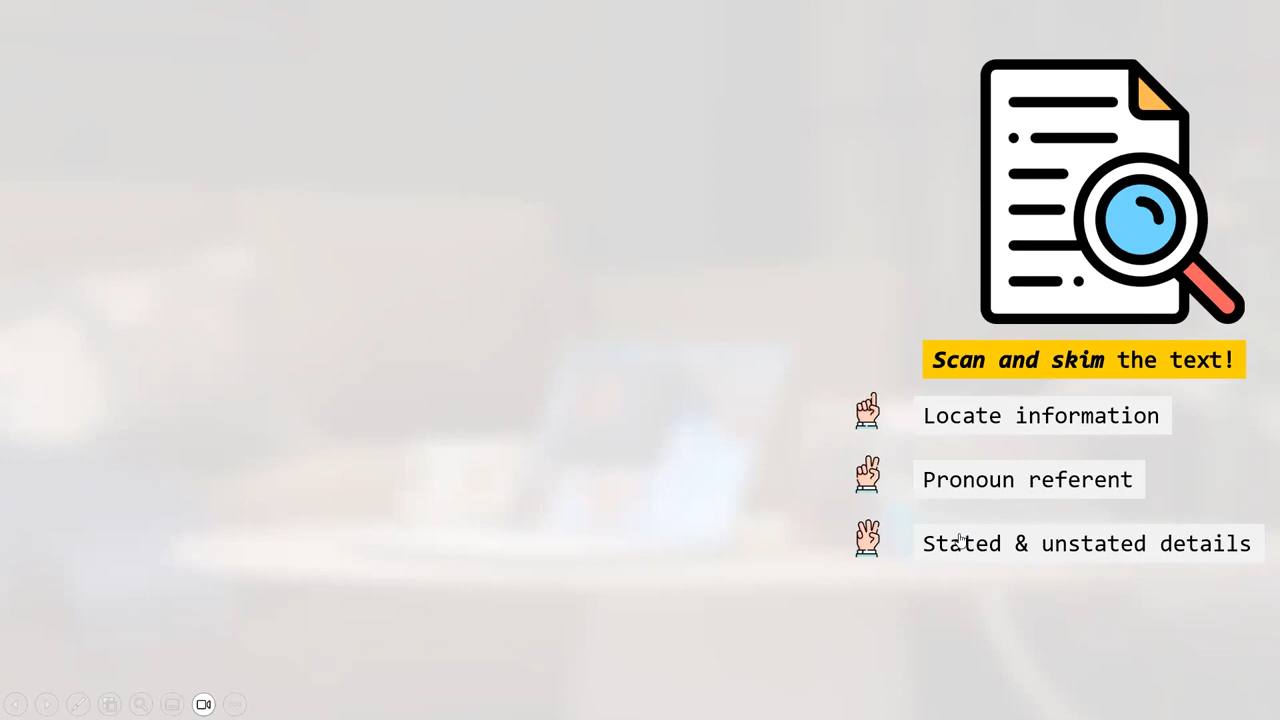 Scan and skim the text!
Locate information
Pronoun referent
Stated & unstated details